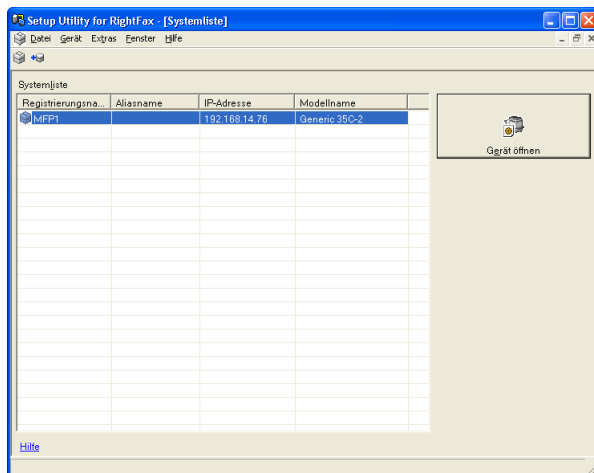 Setup Utility for RightFax - [Systemliste]
Datei Gerät Extras Fenster Hilfe
Systemliste
Registrierungsna... Aliasname IP-Adresse Modellname
MFP1 192.168.14.76 Generic 35C-2
Gerät öffnen
Hilfe